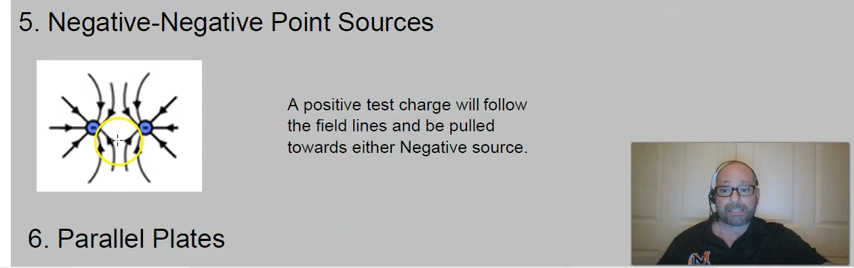 5. Negative-Negative Point Sources
A positive test charge will follow
the field lines and be pulled
towards either Negative source.
6. Parallel Plates